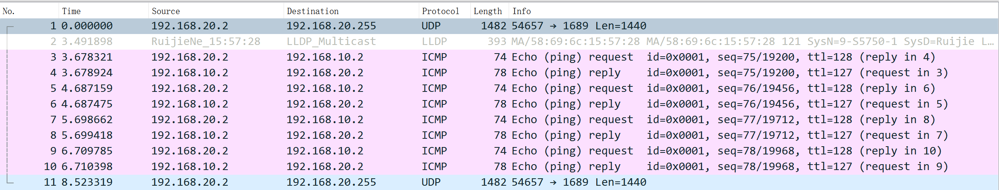 No. Time Source Destination Protocol Length Info
1 0.000000 192.168.20.2 192.168.20.255 UDP 1482 54657 → 1689 Len=1440
2 3.491898 RuijieNe_15:57:28 LLDP_Multicast LLDP 393 MA/58:69:6c:15:57:28 MA/58:69:6c:15:57:28 121 SysN=9-S5750-1 SysD=Ruijie L…
3 3.678321 192.168.20.2 192.168.10.2 ICMP 74 Echo (ping) request id=0x0001, seq=75/19200, ttl=128 (reply in 4)
4 3.678924 192.168.10.2 192.168.20.2 ICMP 78 Echo (ping) reply id=0x0001, seq=75/19200, ttl=127 (request in 3)
5 4.687159 192.168.20.2 192.168.10.2 ICMP 74 Echo (ping) request id=0x0001, seq=76/19456, ttl=128 (reply in 6)
6 4.687475 192.168.10.2 192.168.20.2 ICMP 78 Echo (ping) reply id=0x0001, seq=76/19456, ttl=127 (request in 5)
7 5.698662 192.168.20.2 192.168.10.2 ICMP 74 Echo (ping) request id=0x0001, seq=77/19712, ttl=128 (reply in 8)
8 5.699418 192.168.10.2 192.168.20.2 ICMP 78 Echo (ping) reply id=0x0001, seq=77/19712, ttl=127 (request in 7)
9 6.709785 192.168.20.2 192.168.10.2 ICMP 74 Echo (ping) request id=0x0001, seq=78/19968, ttl=128 (reply in 10)
10 6.710398 192.168.10.2 192.168.20.2 ICMP 78 Echo (ping) reply id=0x0001, seq=78/19968, ttl=127 (request in 9)
11 8.523319 192.168.20.2 192.168.20.255 UDP 1482 54657 → 1689 Len=1440